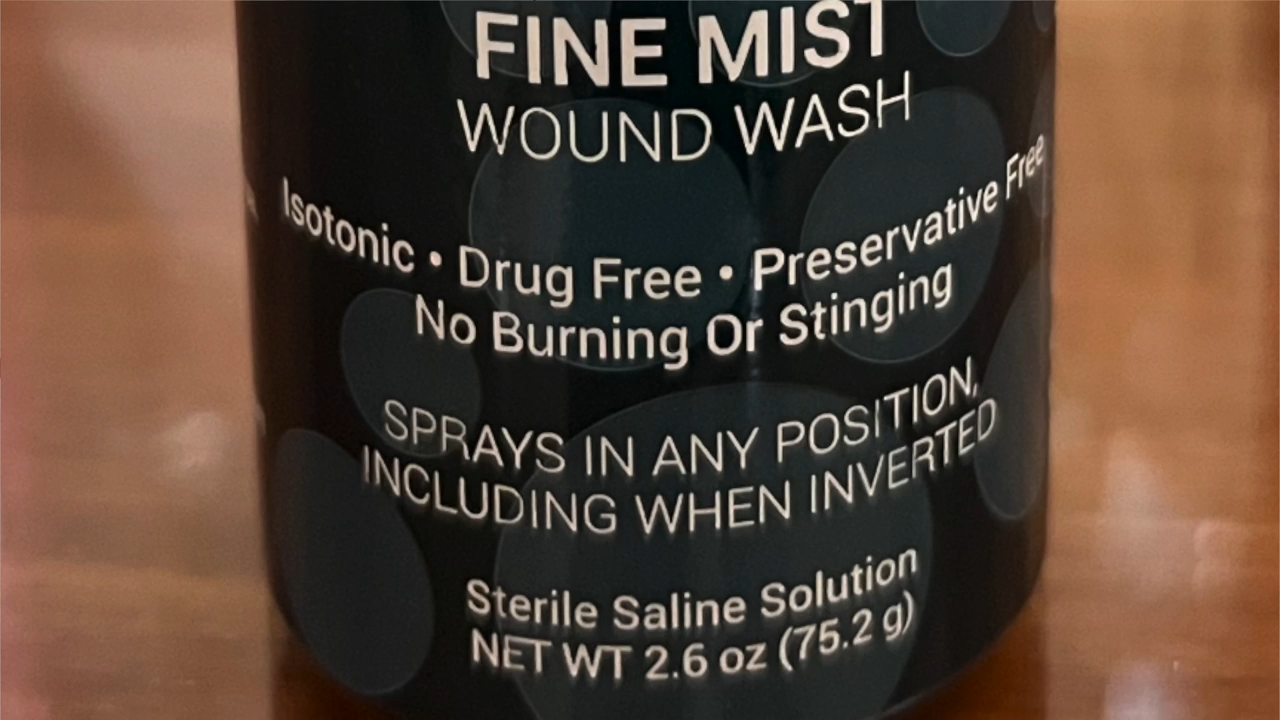 FINE MIST
WOUND WASH
Isotonic • Drug Free • Preservative Free
No Burning Or Stinging
SPRAYS IN ANY POSITION,
INCLUDING WHEN INVERTED
Sterile Saline Solution
NET WT 2.6 oz (75.2 g)